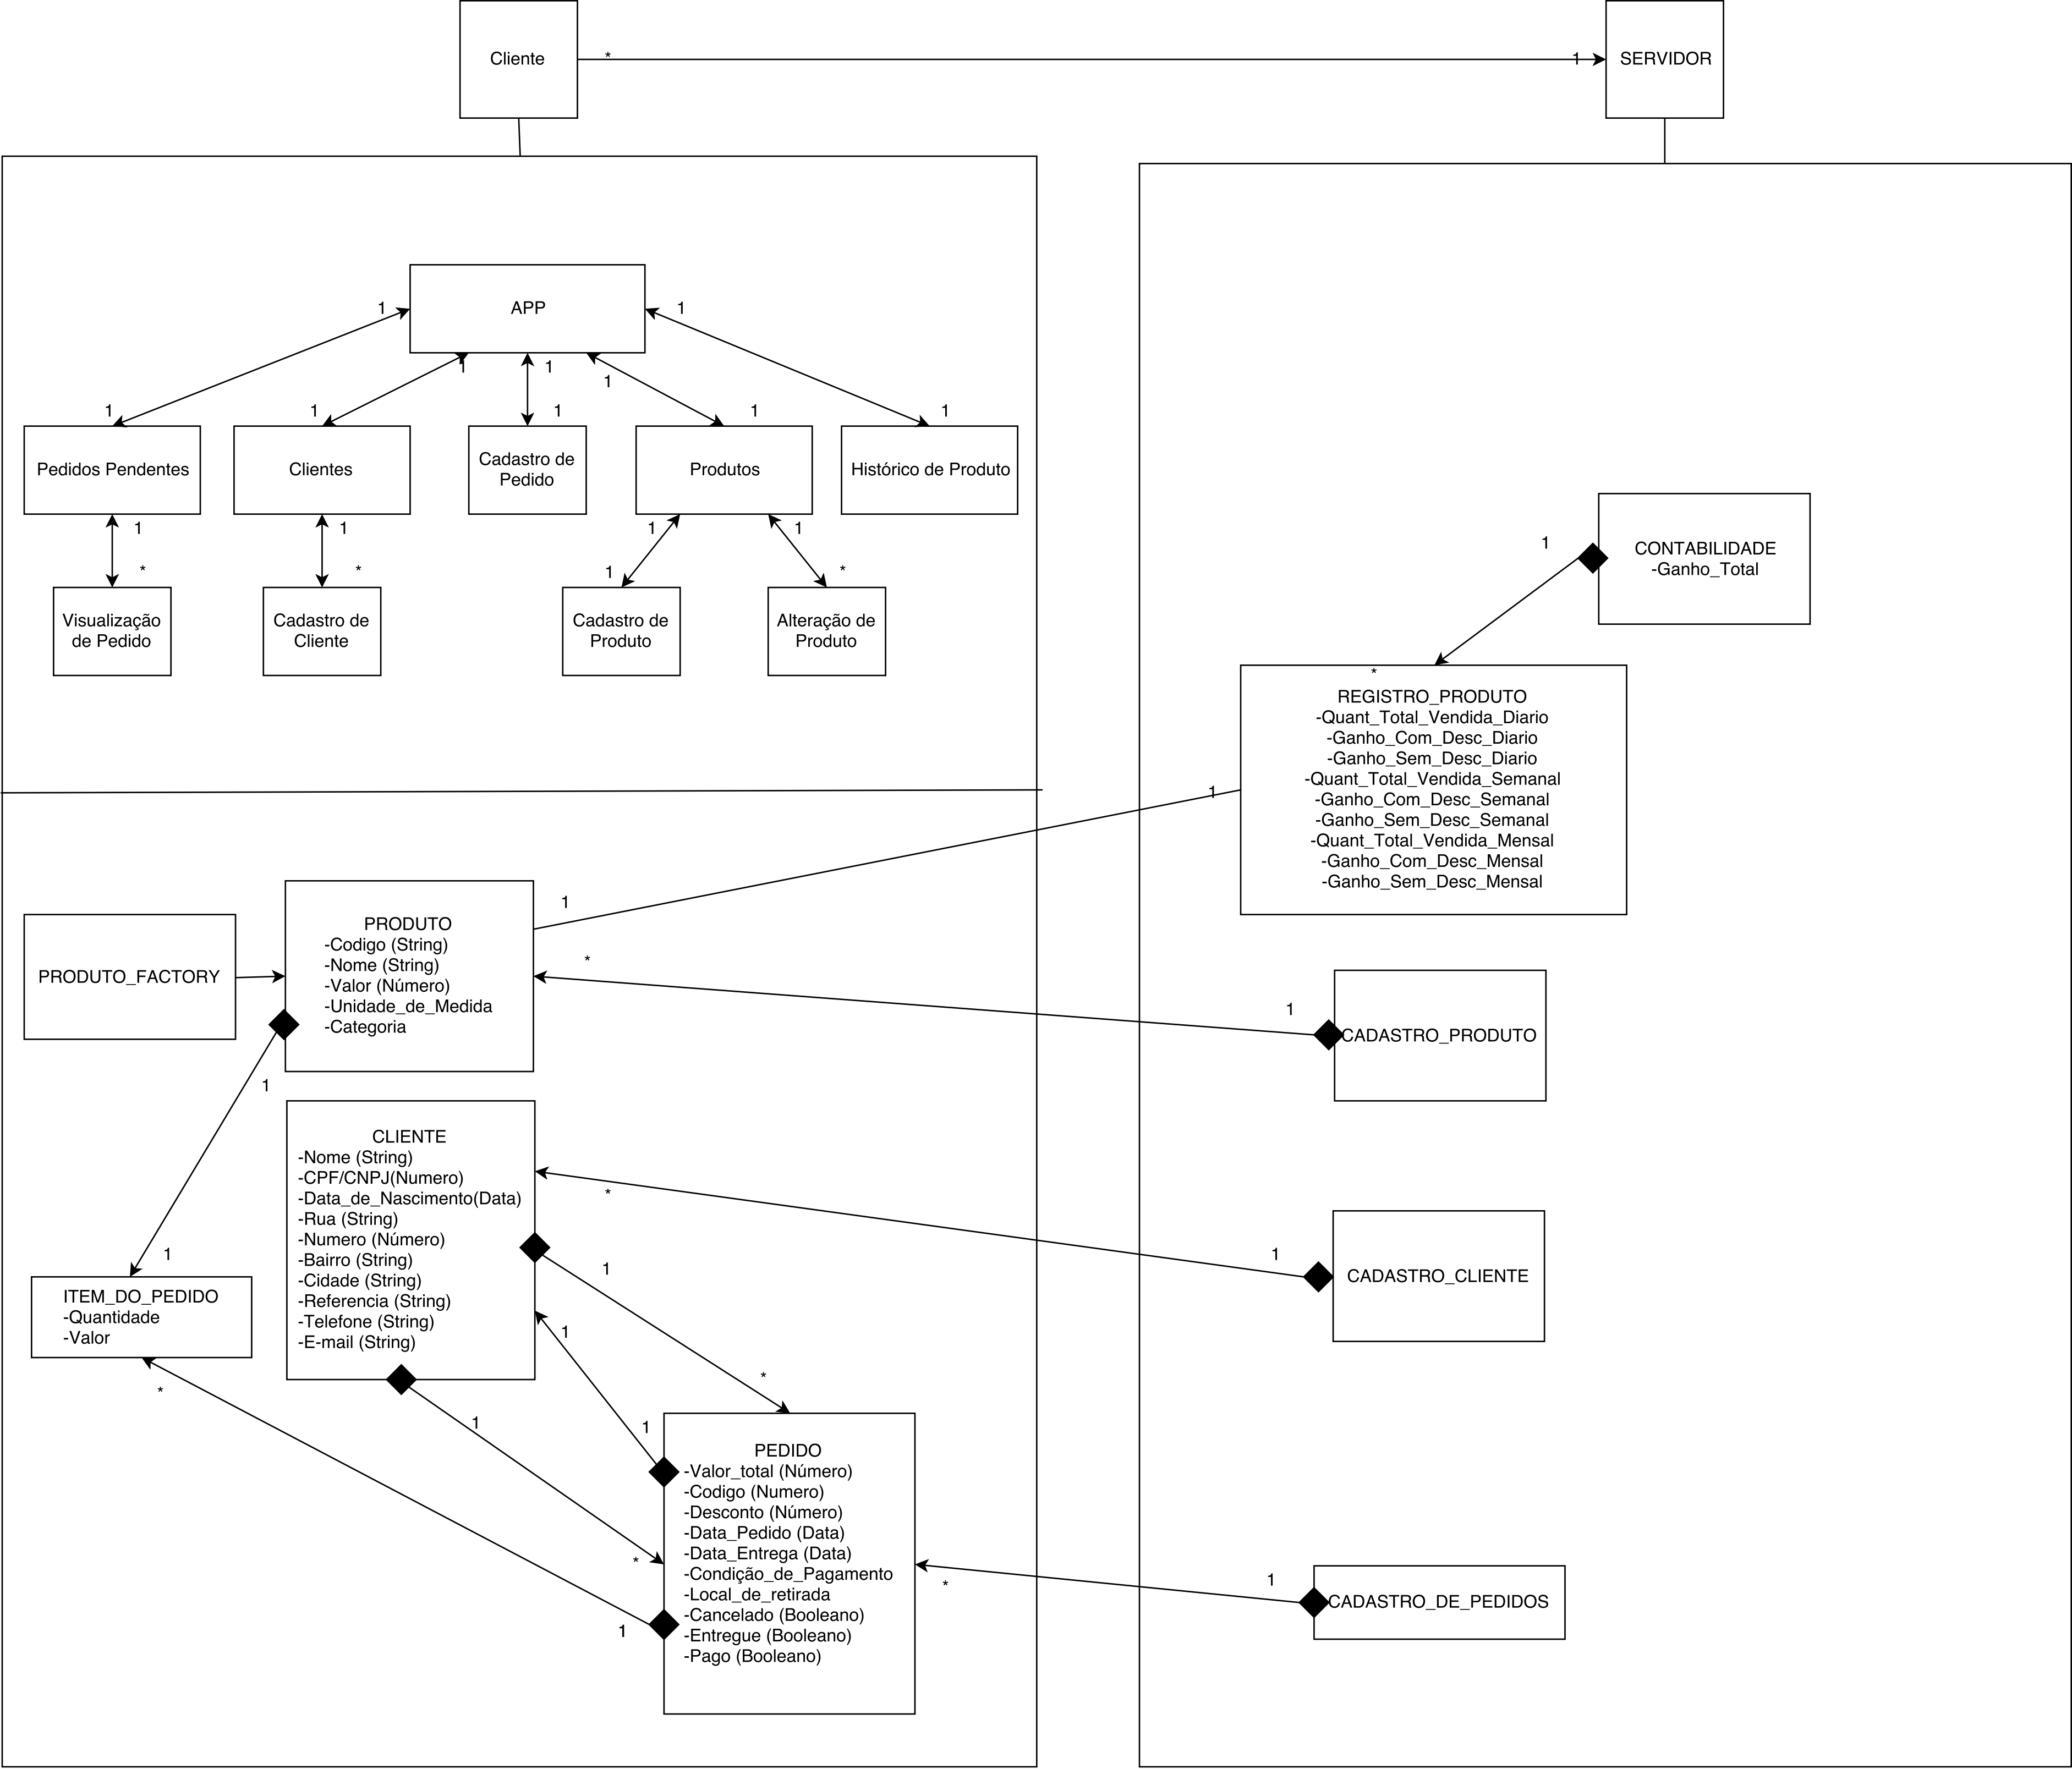 Cliente
*
1
SERVIDOR
APP
1
1
1
1
1
1
1
1
1
1
Pedidos Pendentes
Clientes
Cadastro de
Pedido
Produtos
Histórico de Produto
1
1
1
1
*
*
1
*
Visualização
de Pedido
Cadastro de
Cliente
Cadastro de
Produto
Alteração de
Produto
1
CONTABILIDADE
-Ganho_Total
*
REGISTRO_PRODUTO
-Quant_Total_Vendida_Diario
-Ganho_Com_Desc_Diario
-Ganho_Sem_Desc_Diario
-Quant_Total_Vendida_Semanal
-Ganho_Com_Desc_Semanal
-Ganho_Sem_Desc_Semanal
-Quant_Total_Vendida_Mensal
-Ganho_Com_Desc_Mensal
-Ganho_Sem_Desc_Mensal
1
1
PRODUTO_FACTORY
PRODUTO
-Codigo (String)
-Nome (String)
-Valor (Número)
-Unidade_de_Medida
-Categoria
*
1
CADASTRO_PRODUTO
1
1
CLIENTE
-Nome (String)
-CPF/CNPJ(Numero)
-Data_de_Nascimento(Data)
-Rua (String)
-Numero (Número)
-Bairro (String)
-Cidade (String)
-Referencia (String)
-Telefone (String)
-E-mail (String)
*
1
CADASTRO_CLIENTE
ITEM_DO_PEDIDO
-Quantidade
-Valor
*
1
1
*
1
1
*
1
PEDIDO
-Valor_total (Número)
-Codigo (Numero)
-Desconto (Número)
-Data_Pedido (Data)
-Data_Entrega (Data)
-Condição_de_Pagamento
-Local_de_retirada
-Cancelado (Booleano)
-Entregue (Booleano)
-Pago (Booleano)
*
1
CADASTRO_DE_PEDIDOS